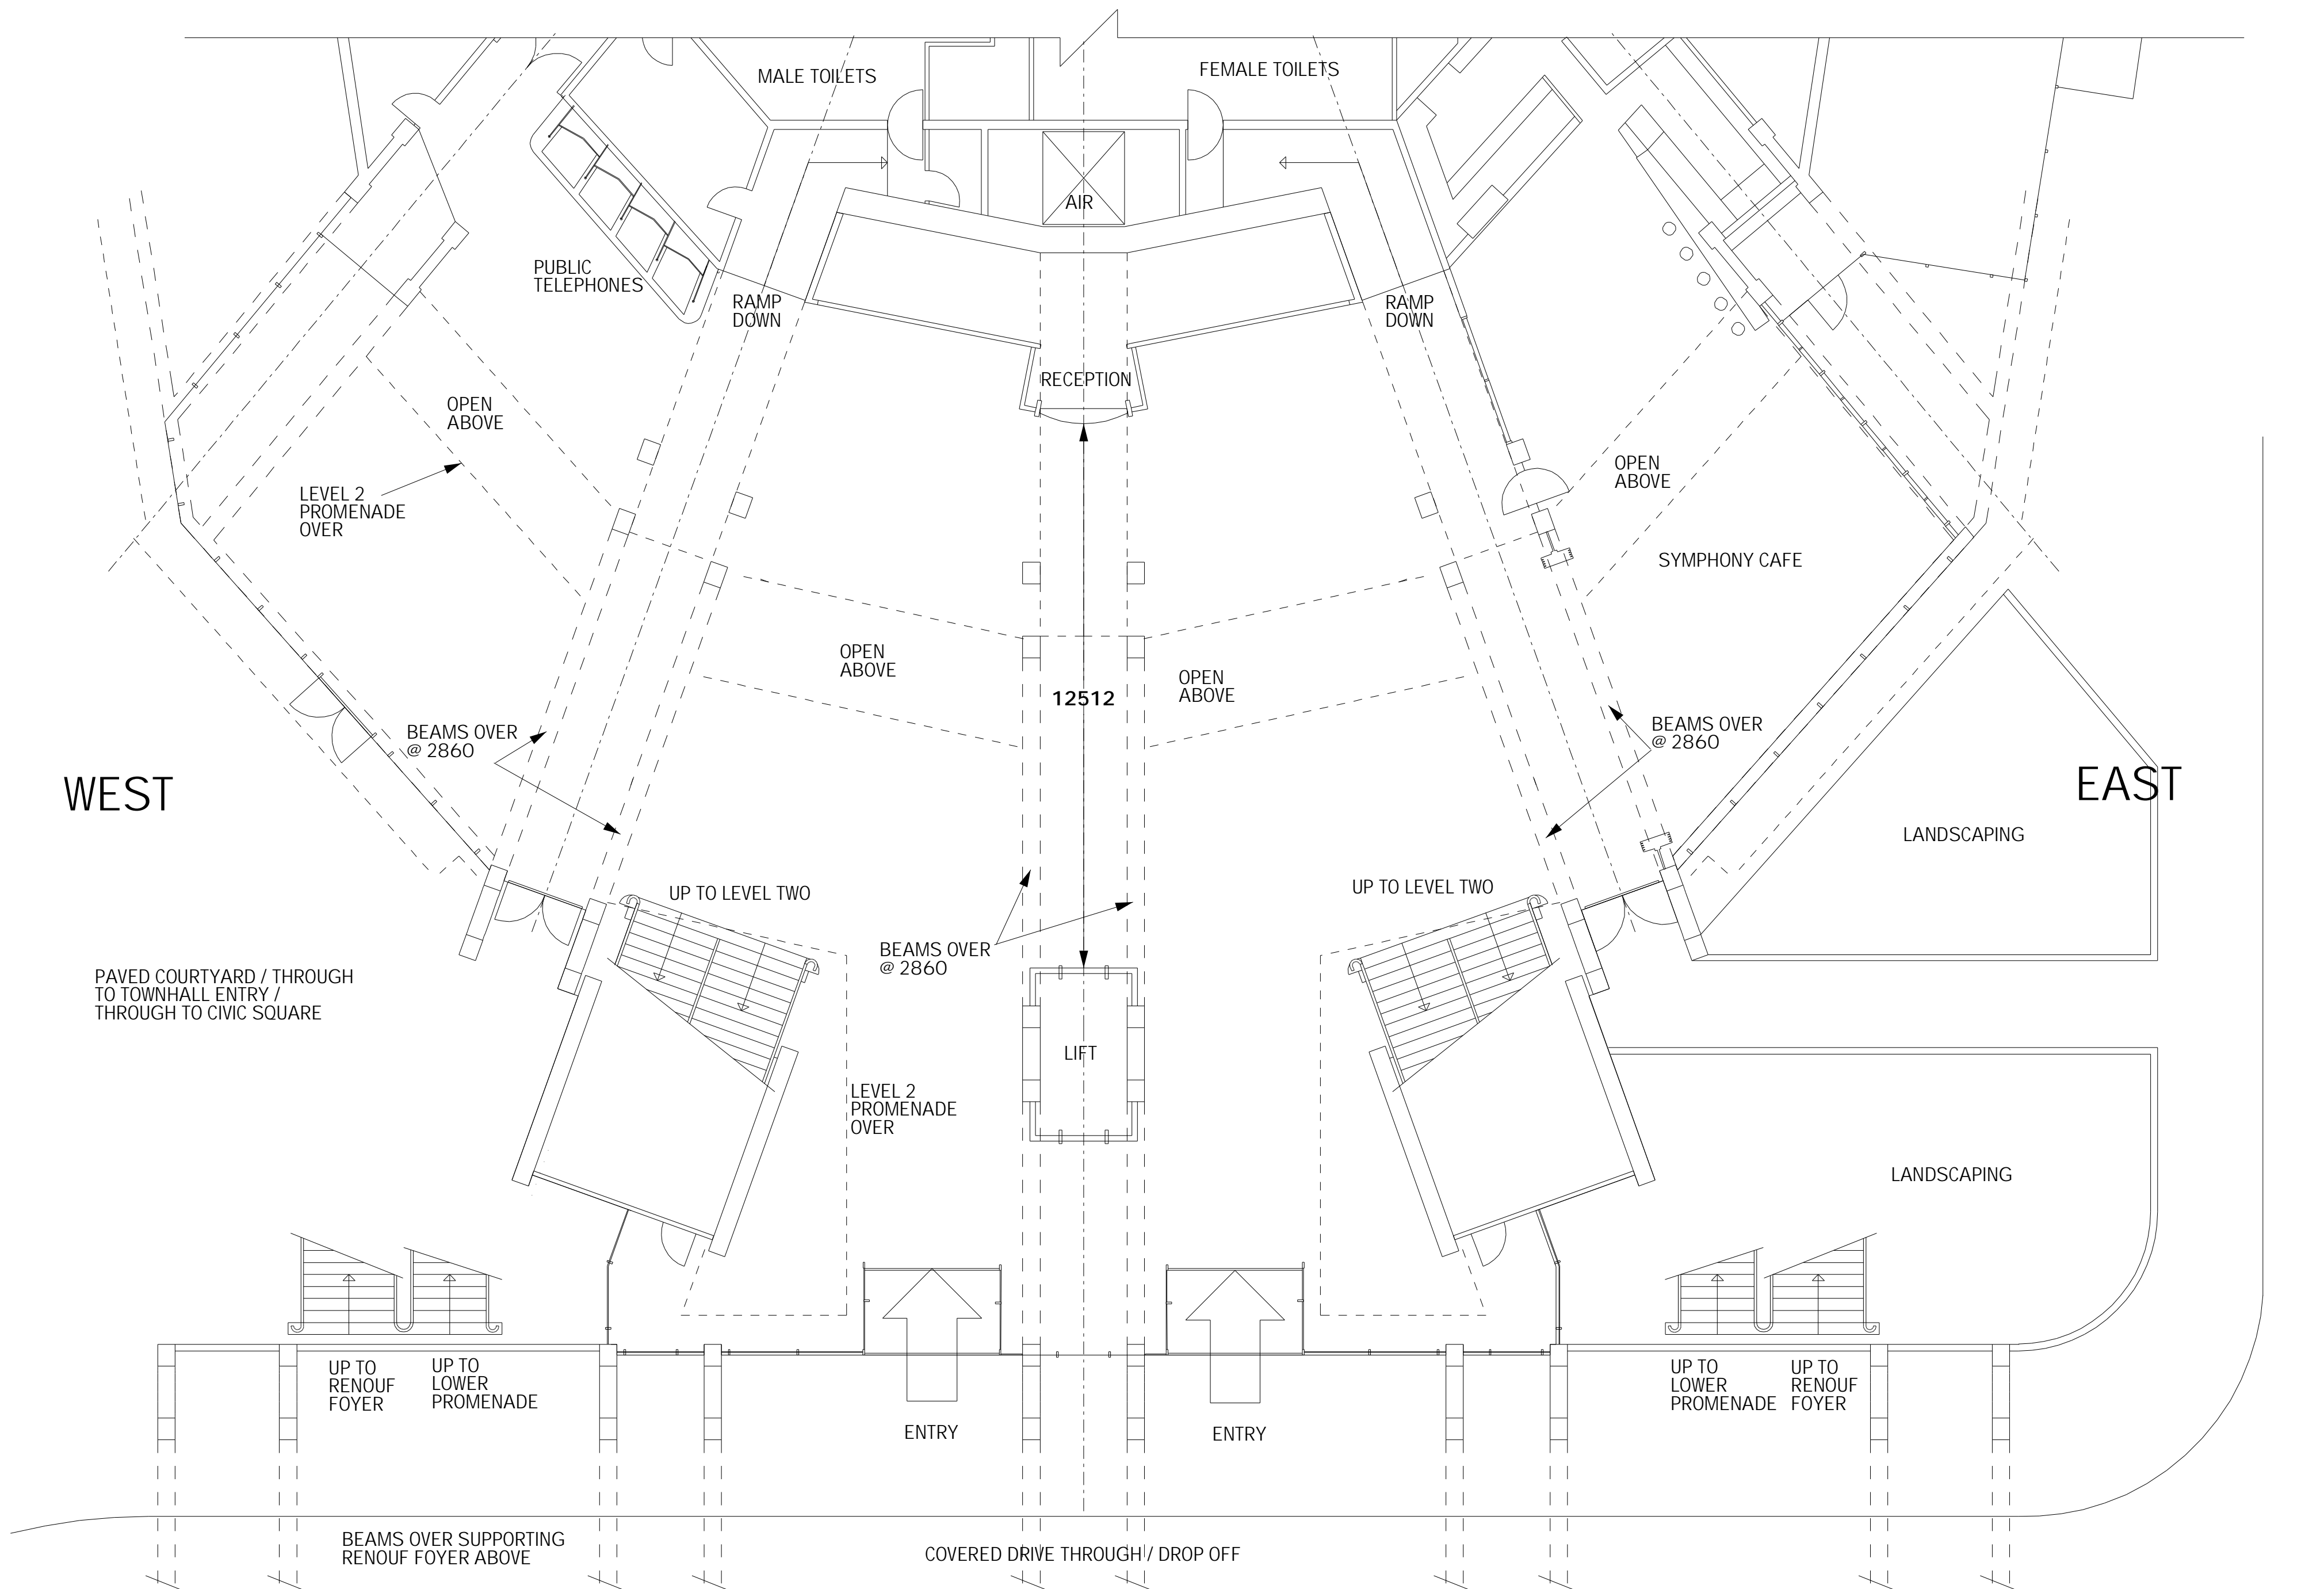 MALE TOILETS
FEMALE TOILETS
AIR
PUBLIC
TELEPHONES
RAMP
DOWN
RAMP
DOWN
RECEPTION
OPEN
ABOVE
OPEN
ABOVE
LEVEL 2
PROMENADE
OVER
SYMPHONY CAFE
OPEN
ABOVE
OPEN
ABOVE
12512
BEAMS OVER
@ 2860
BEAMS OVER
@ 2860
WEST
EAST
LANDSCAPING
UP TO LEVEL TWO
UP TO LEVEL TWO
BEAMS OVER
@ 2860
PAVED COURTYARD / THROUGH
TO TOWNHALL ENTRY /
THROUGH TO CIVIC SQUARE
LIFT
LEVEL 2
PROMENADE
OVER
LANDSCAPING
UP TO
RENOUF
FOYER
UP TO
LOWER
PROMENADE
UP TO
LOWER
PROMENADE
UP TO
RENOUF
FOYER
ENTRY
ENTRY
BEAMS OVER SUPPORTING
RENOUF FOYER ABOVE
COVERED DRIVE THROUGH / DROP OFF